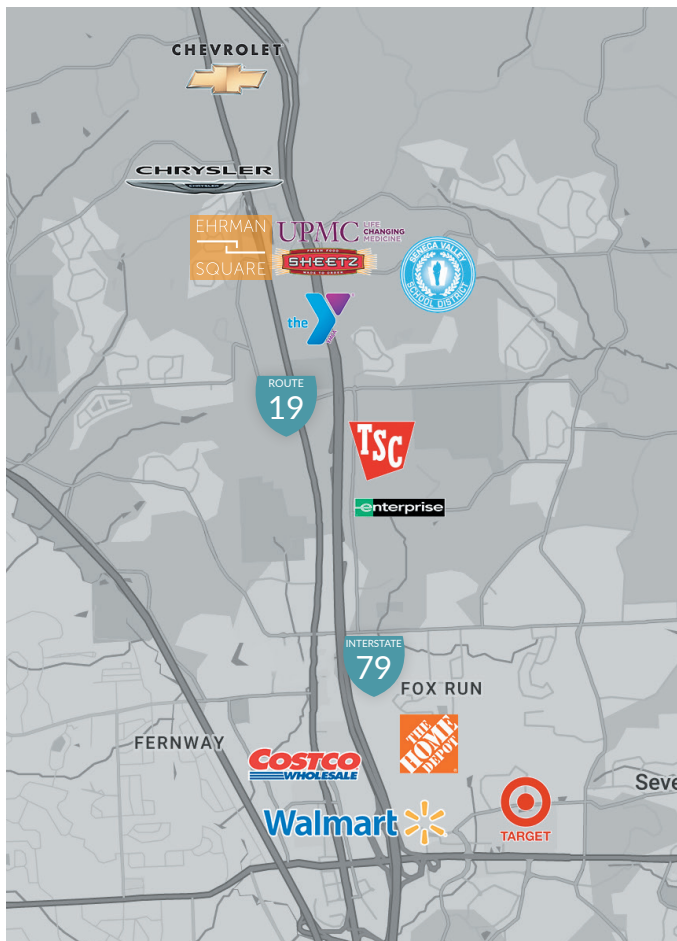 CHEVROLET
CHRYSLER
CHRYSLER
EHRMAN
SQUARE
UPMC LIFE
CHANGING
MEDICINE
SHEETZ
SENECA VALLEY
SCHOOL DISTRICT
the Y
ROUTE
19
TSC
enterprise
INTERSTATE
79
FOX RUN
FERNWAY
THE
HOME
DEPOT
COSTCO
WHOLESALE
Walmart
TARGET
Seve